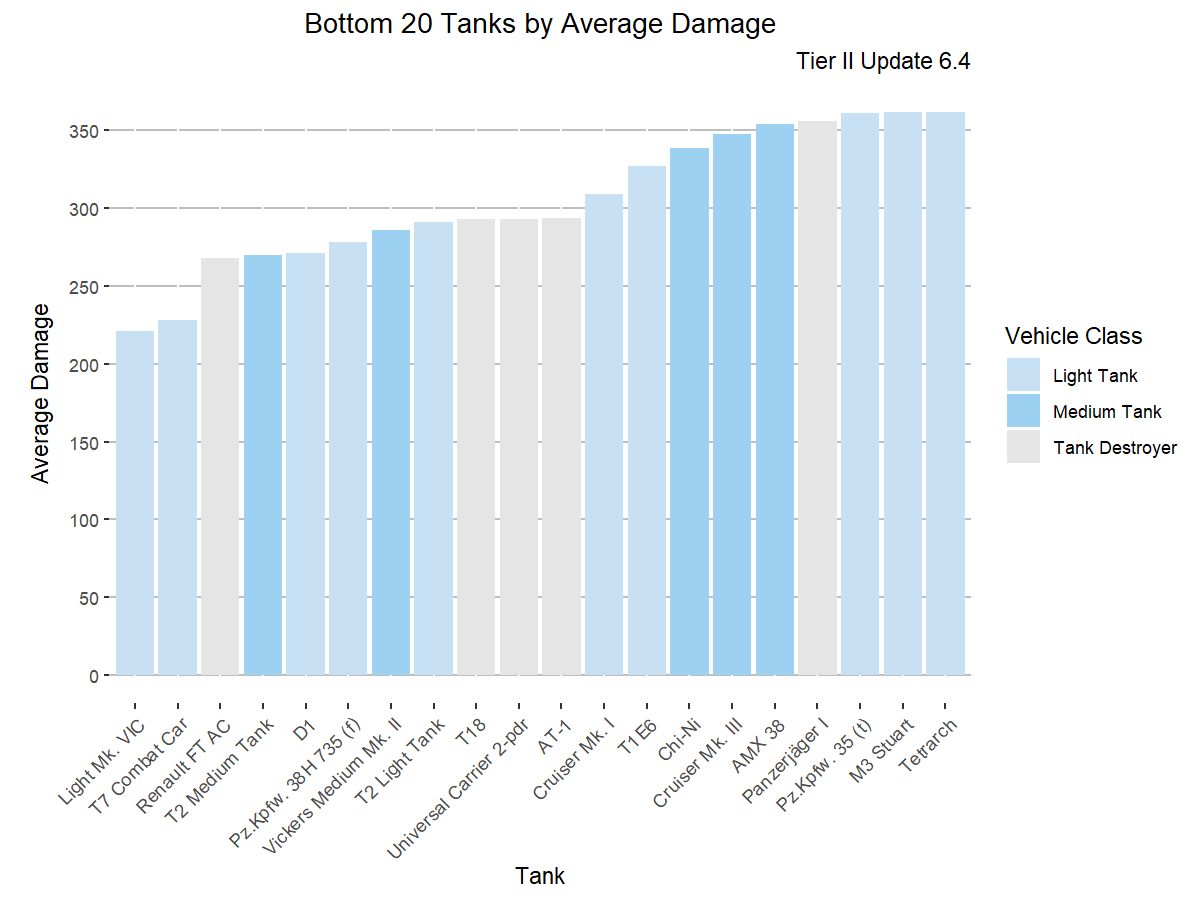 Bottom 20 Tanks by Average Damage
Tier II Update 6.4
Average Damage
350
300
250
200
150
100
50
0
Light Mk. VIC
T7 Combat Car
Renault FT AC
T2 Medium Tank
D1
Pz.Kpfw. 38H 735 (f)
Vickers Medium Mk. II
T2 Light Tank
T18
Universal Carrier 2-pdr
AT-1
Cruiser Mk. I
T1E6
Chi-Ni
Cruiser Mk. III
AMX 38
Panzerjäger I
Pz.Kpfw. 35 (t)
M3 Stuart
Tetrarch
Tank
Vehicle Class
Light Tank
Medium Tank
Tank Destroyer